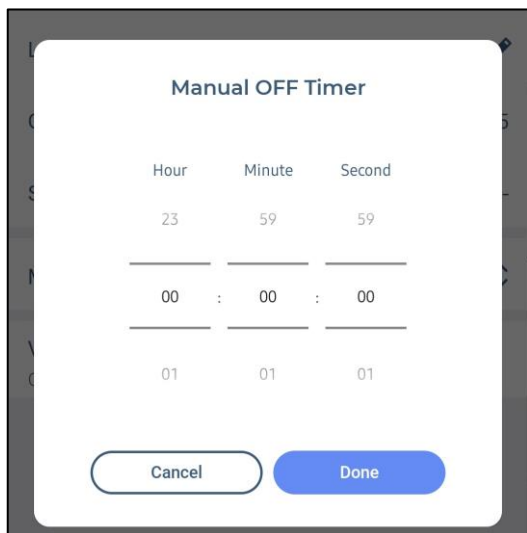 Manual OFF Timer
Hour Minute Second
23 59 59
00 : 00 : 00
01 01 01
Cancel Done